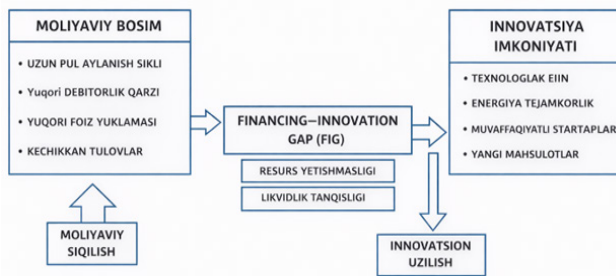 MOLIYAVIY BOSIM
• UZUN PUL AYLANISH SIKLI
• Yuqori DEBITORLIK QARZI
• YUQORI FOIZ YUKLAMASI
• KECHIKKAN TULOVLAR
MOLIYAVIY
SIQILISH
FINANCING—INNOVATION
GAP (FIG)
RESURS YETISHMASLIGI
LIKVIDLIK TANQISLIGI
INNOVATSIYA
IMKONIYATI
• TEXNOLOGLAK EIIN
• ENERGIYA TEJAMKORLIK
• MUVAFFAQIYATLI STARTAPLAR
• YANGI MAHSULOTLAR
INNOVATSION
UZILISH